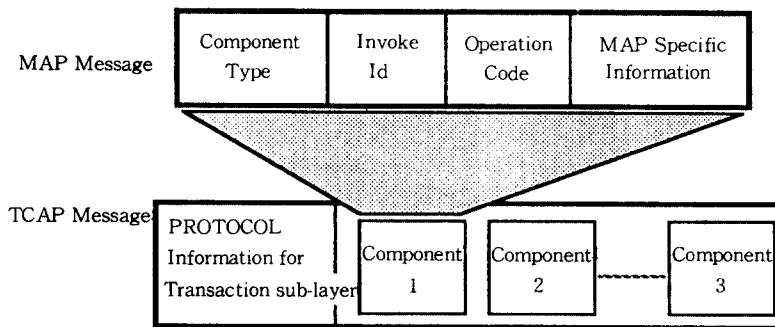 MAP Message
Component Type
Invoke Id
Operation Code
MAP Specific Information
TCAP Message
PROTOCOL
Information for
Transaction sub-layer
Component 1
Component 2
Component 3